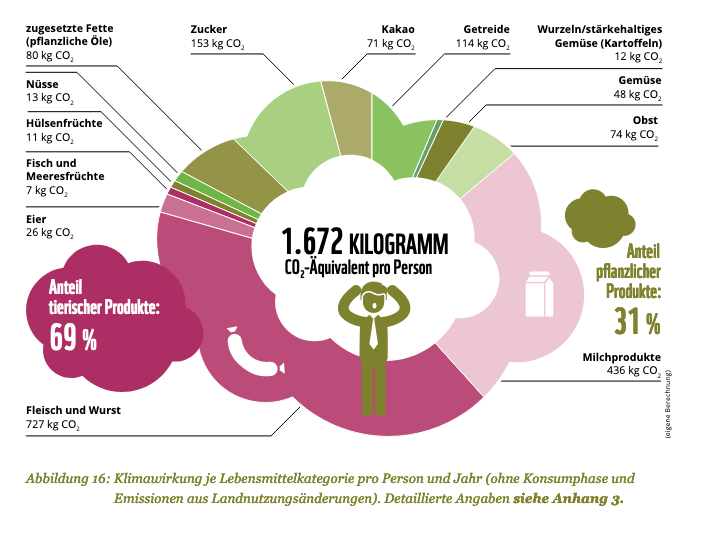 zugesetzte Fette
(pflanzliche Öle)
80 kg CO₂
Nüsse
13 kg CO₂
Hülsenfrüchte
11 kg CO₂
Fisch und
Meeresfrüchte
7 kg CO₂
Eier
26 kg CO₂
Zucker
153 kg CO₂
Kakao
71 kg CO₂
Getreide
114 kg CO₂
Wurzeln/stärkehaltiges
Gemüse (Kartoffeln)
12 kg CO₂
Gemüse
48 kg CO₂
Obst
74 kg CO₂
1.672 KILOGRAMM
CO₂-Äquivalent pro Person
Anteil
tierischer Produkte:
69 %
Anteil
pflanzlicher
Produkte:
31 %
Milchprodukte
436 kg CO₂
Fleisch und Wurst
727 kg CO₂
(eigene Berechnung)
Abbildung 16: Klimawirkung je Lebensmittelkategorie pro Person und Jahr (ohne Konsumphase und
Emissionen aus Landnutzungsänderungen). Detaillierte Angaben siehe Anhang 3.